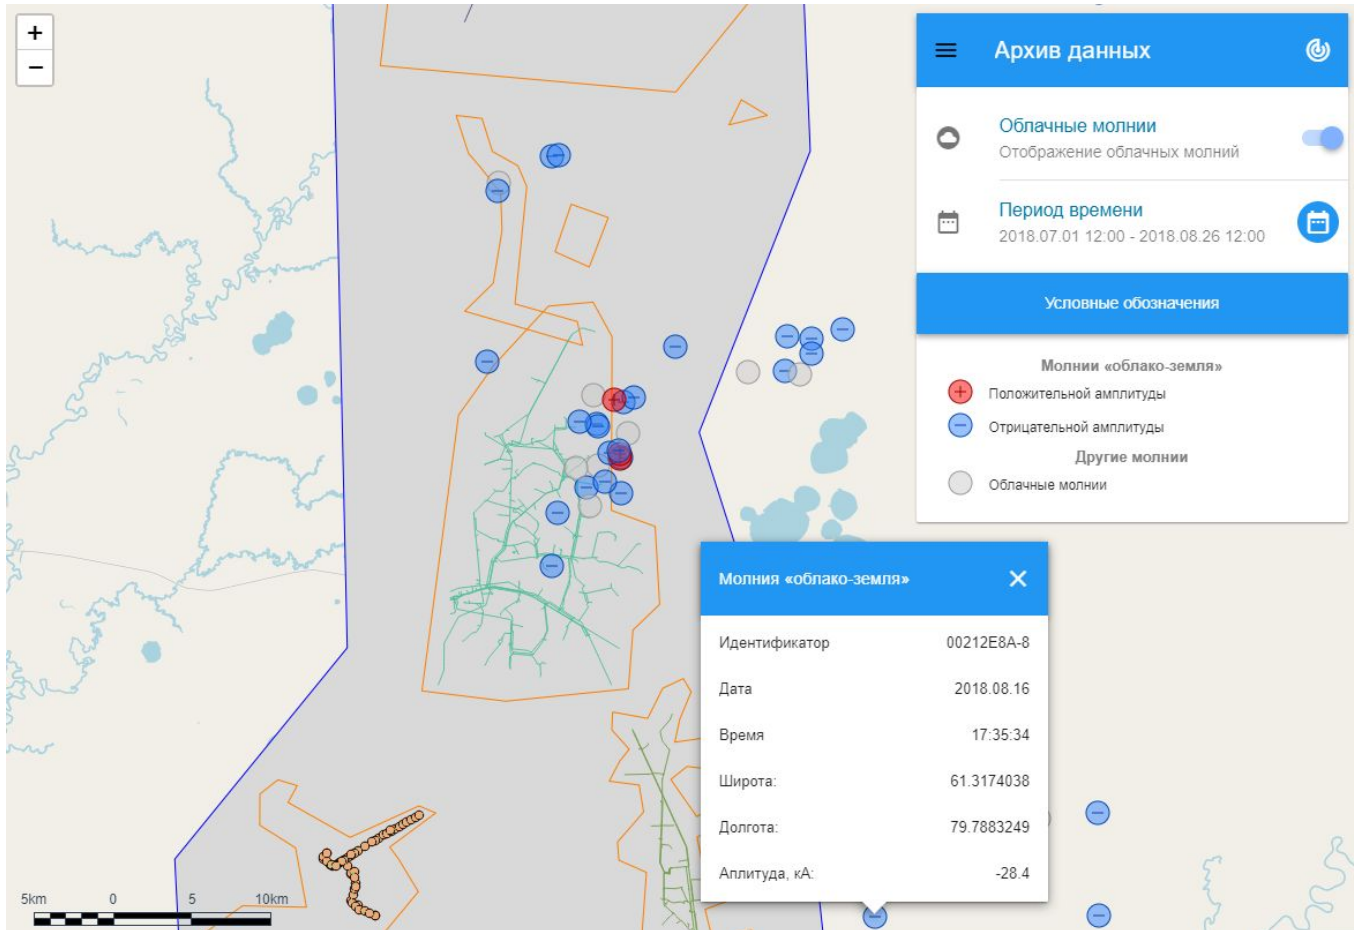 +
−
Архив данных
Облачные молнии
Отображение облачных молний
Период времени
2018.07.01 12:00 - 2018.08.26 12:00
Условные обозначения
Молнии «облако-земля»
Положительной амплитуды
Отрицательной амплитуды
Другие молнии
Облачные молнии
Молния «облако-земля» ×
Идентификатор 00212E8A-8
Дата 2018.08.16
Время 17:35:34
Широта: 61.3174038
Долгота: 79.7883249
Аплитуда, кА: -28.4
5km 0 5 10km